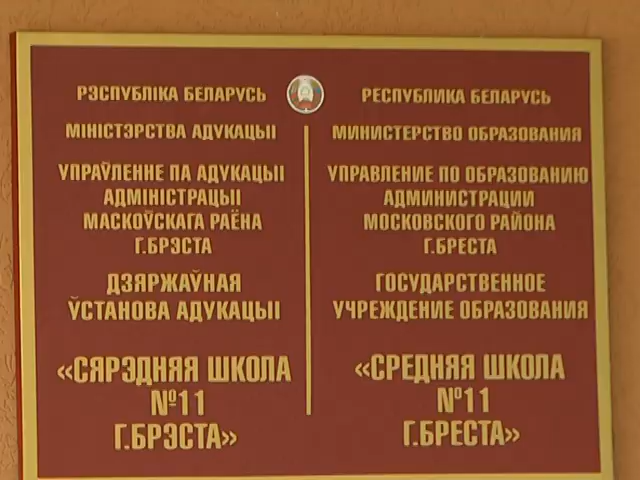 РЭСПУБЛІКА БЕЛАРУСЬ
МІНІСТЭРСТВА АДУКАЦЫІ
УПРАЎЛЕННЕ ПА АДУКАЦЫІ
АДМІНІСТРАЦЫІ
МАСКОЎСКАГА РАЁНА
Г.БРЭСТА
ДЗЯРЖАЎНАЯ
ЎСТАНОВА АДУКАЦЫІ
«СЯРЭДНЯЯ ШКОЛА
№11
Г.БРЭСТА»
РЕСПУБЛИКА БЕЛАРУСЬ
МИНИСТЕРСТВО ОБРАЗОВАНИЯ
УПРАВЛЕНИЕ ПО ОБРАЗОВАНИЮ
АДМИНИСТРАЦИИ
МОСКОВСКОГО РАЙОНА
Г.БРЕСТА
ГОСУДАРСТВЕННОЕ
УЧРЕЖДЕНИЕ ОБРАЗОВАНИЯ
«СРЕДНЯЯ ШКОЛА
№11
Г.БРЕСТА»